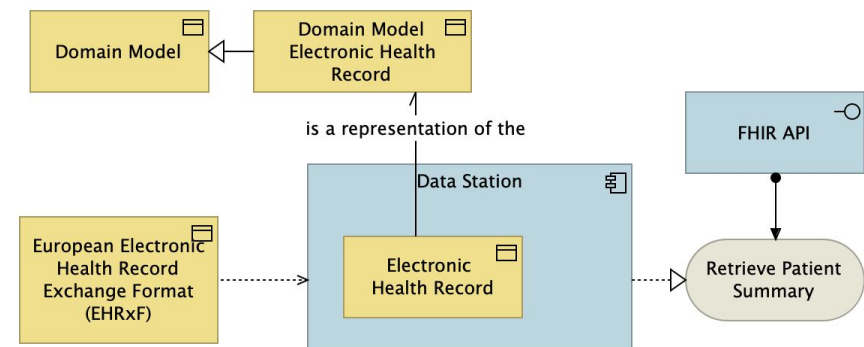 Domain Model
Domain Model
Electronic Health
Record
is a representation of the
FHIR API
Data Station
European Electronic
Health Record
Exchange Format
(EHRxF)
Electronic
Health Record
Retrieve Patient
Summary